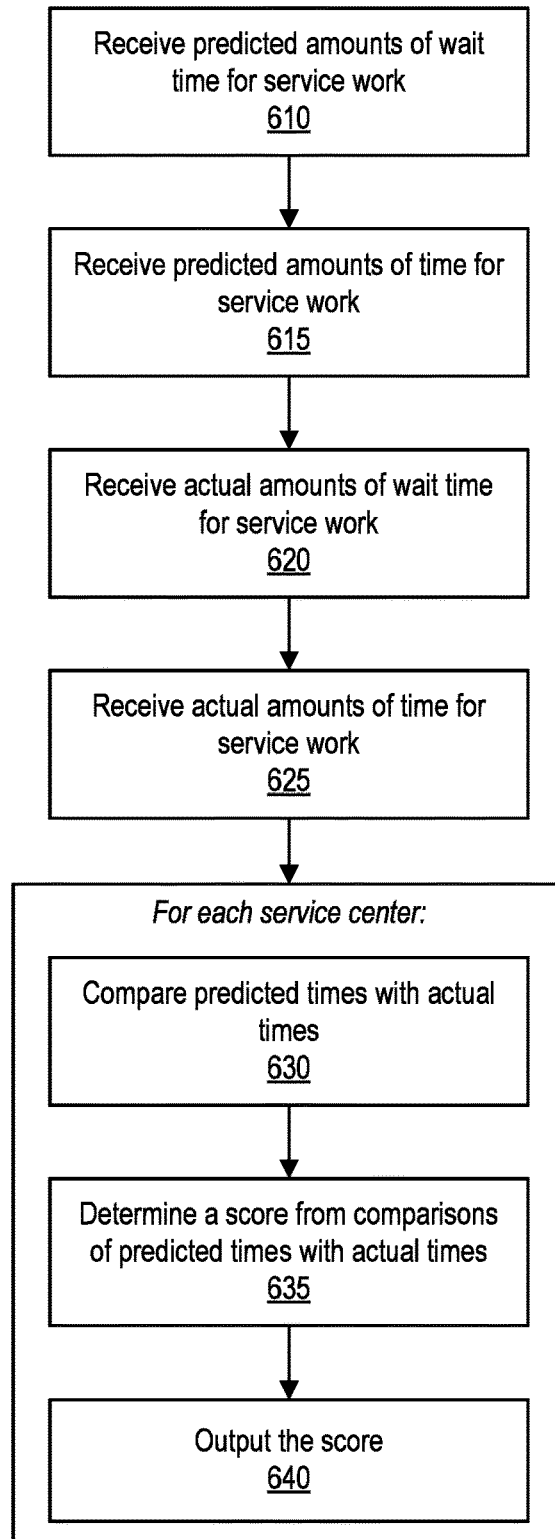 Receive predicted amounts of wait
time for service work
610
Receive predicted amounts of time for
service work
615
Receive actual amounts of wait time
for service work
620
Receive actual amounts of time for
service work
625
For each service center:
Compare predicted times with actual
times
630
Determine a score from comparisons
of predicted times with actual times
635
Output the score
640